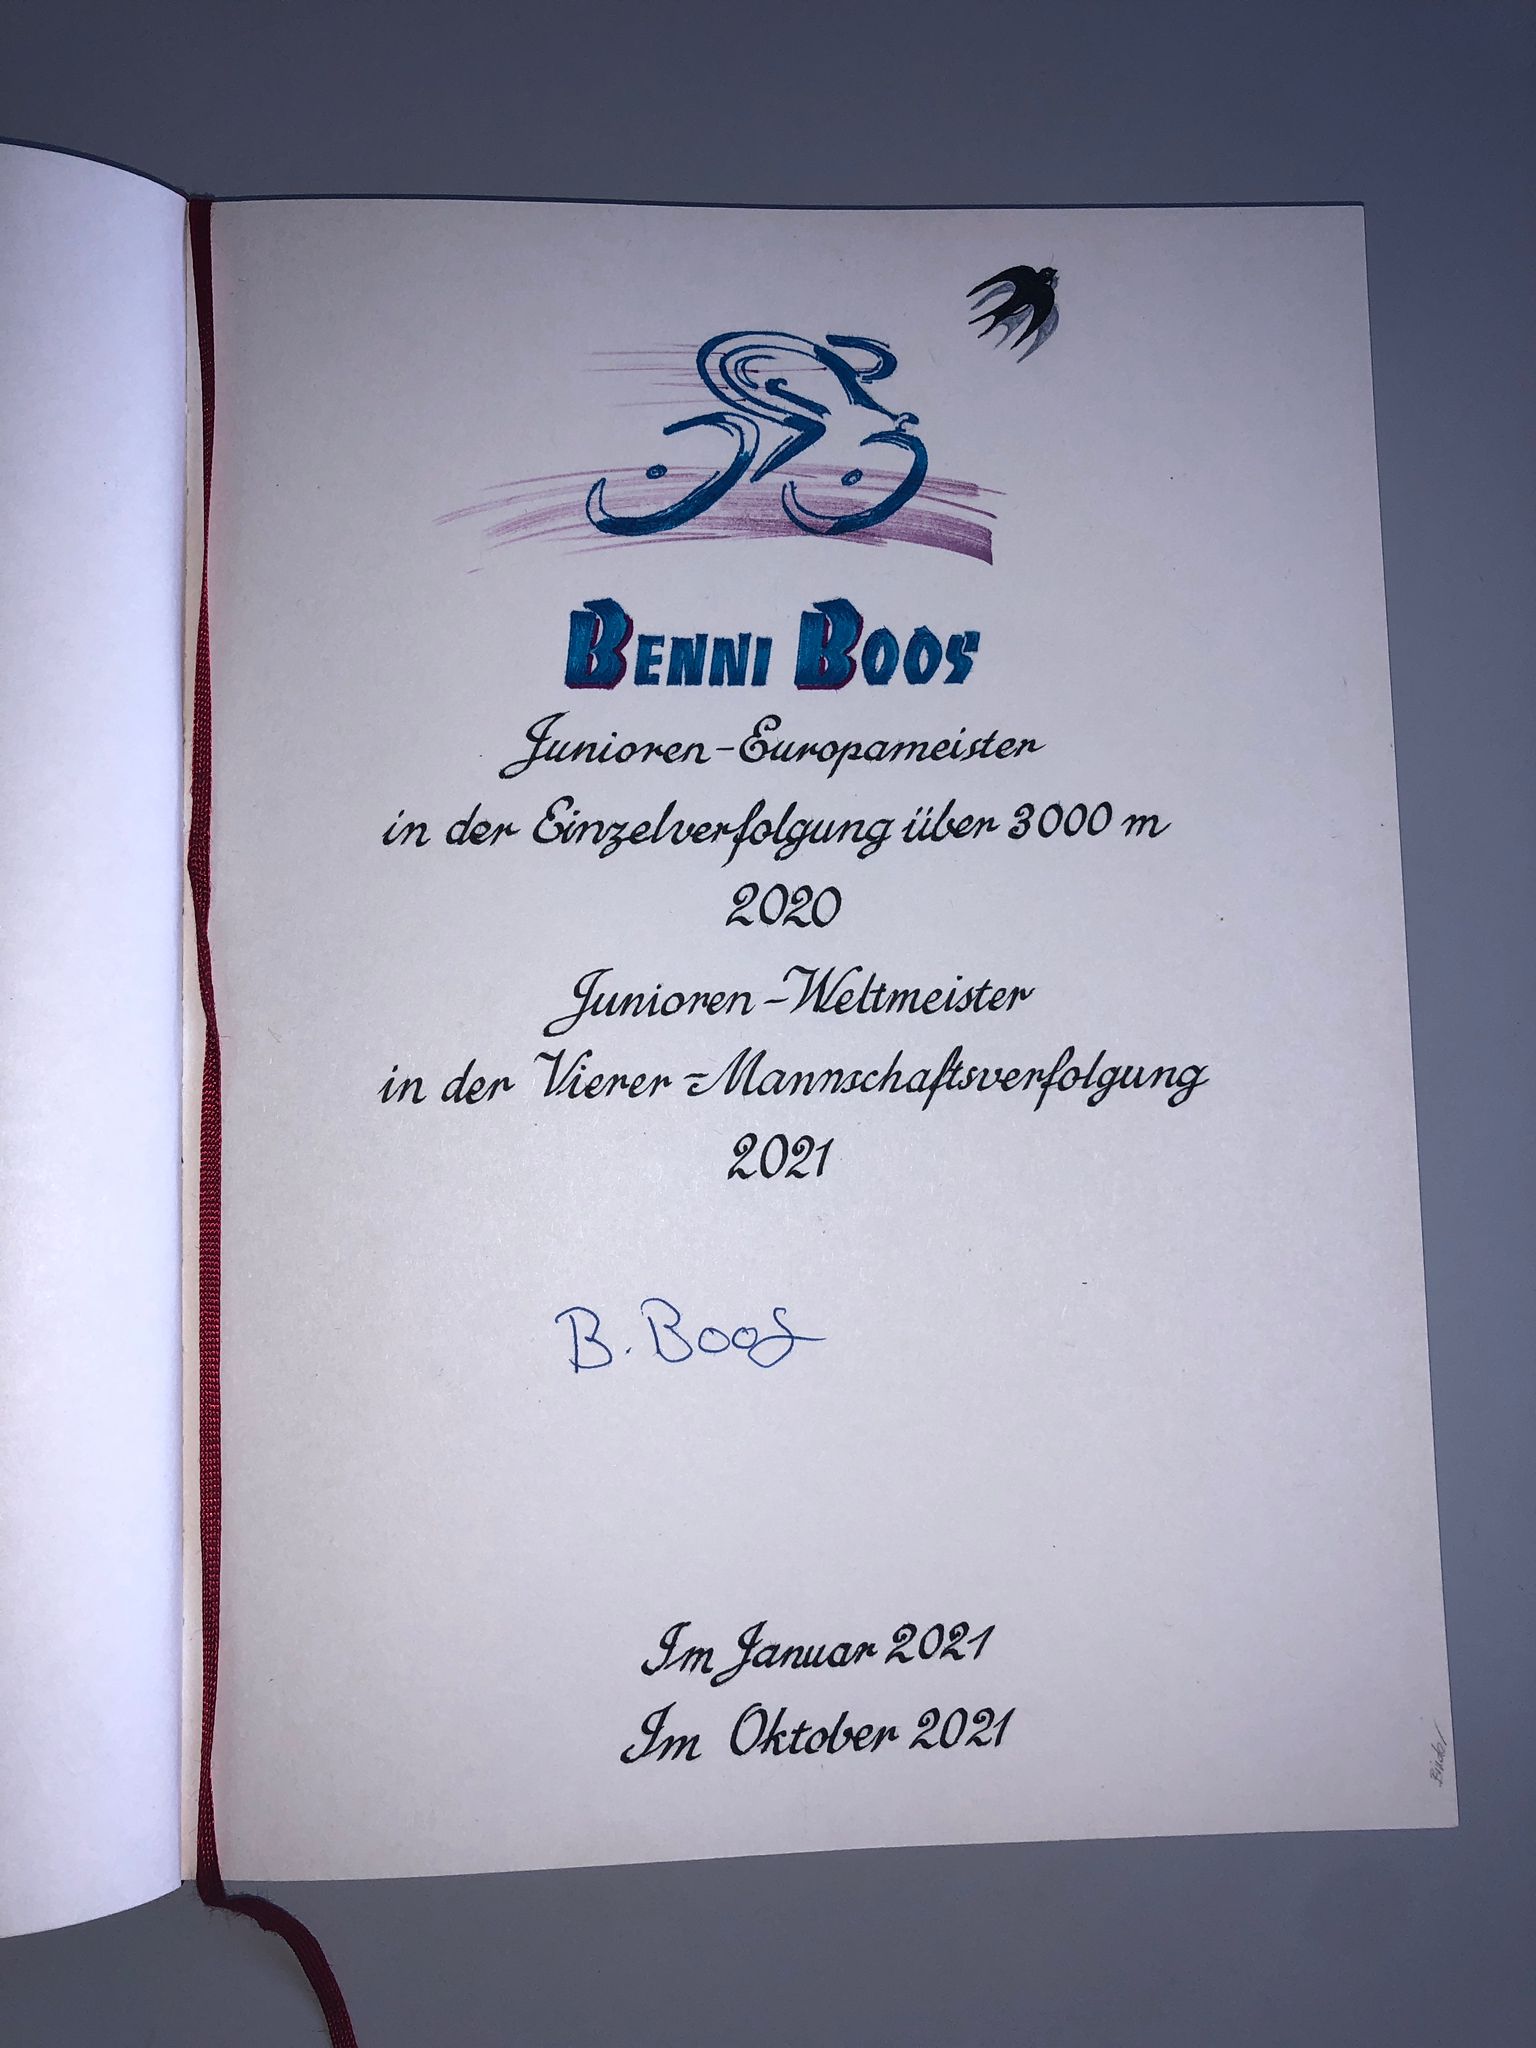 BENNI BOOS
Junioren-Europameister
in der Einzelverfolgung über 3000 m
2020
Junioren-Weltmeister
in der Vierer=Mannschaftsverfolgung
2021
B. Boos
Im Januar 2021
Im Oktober 2021